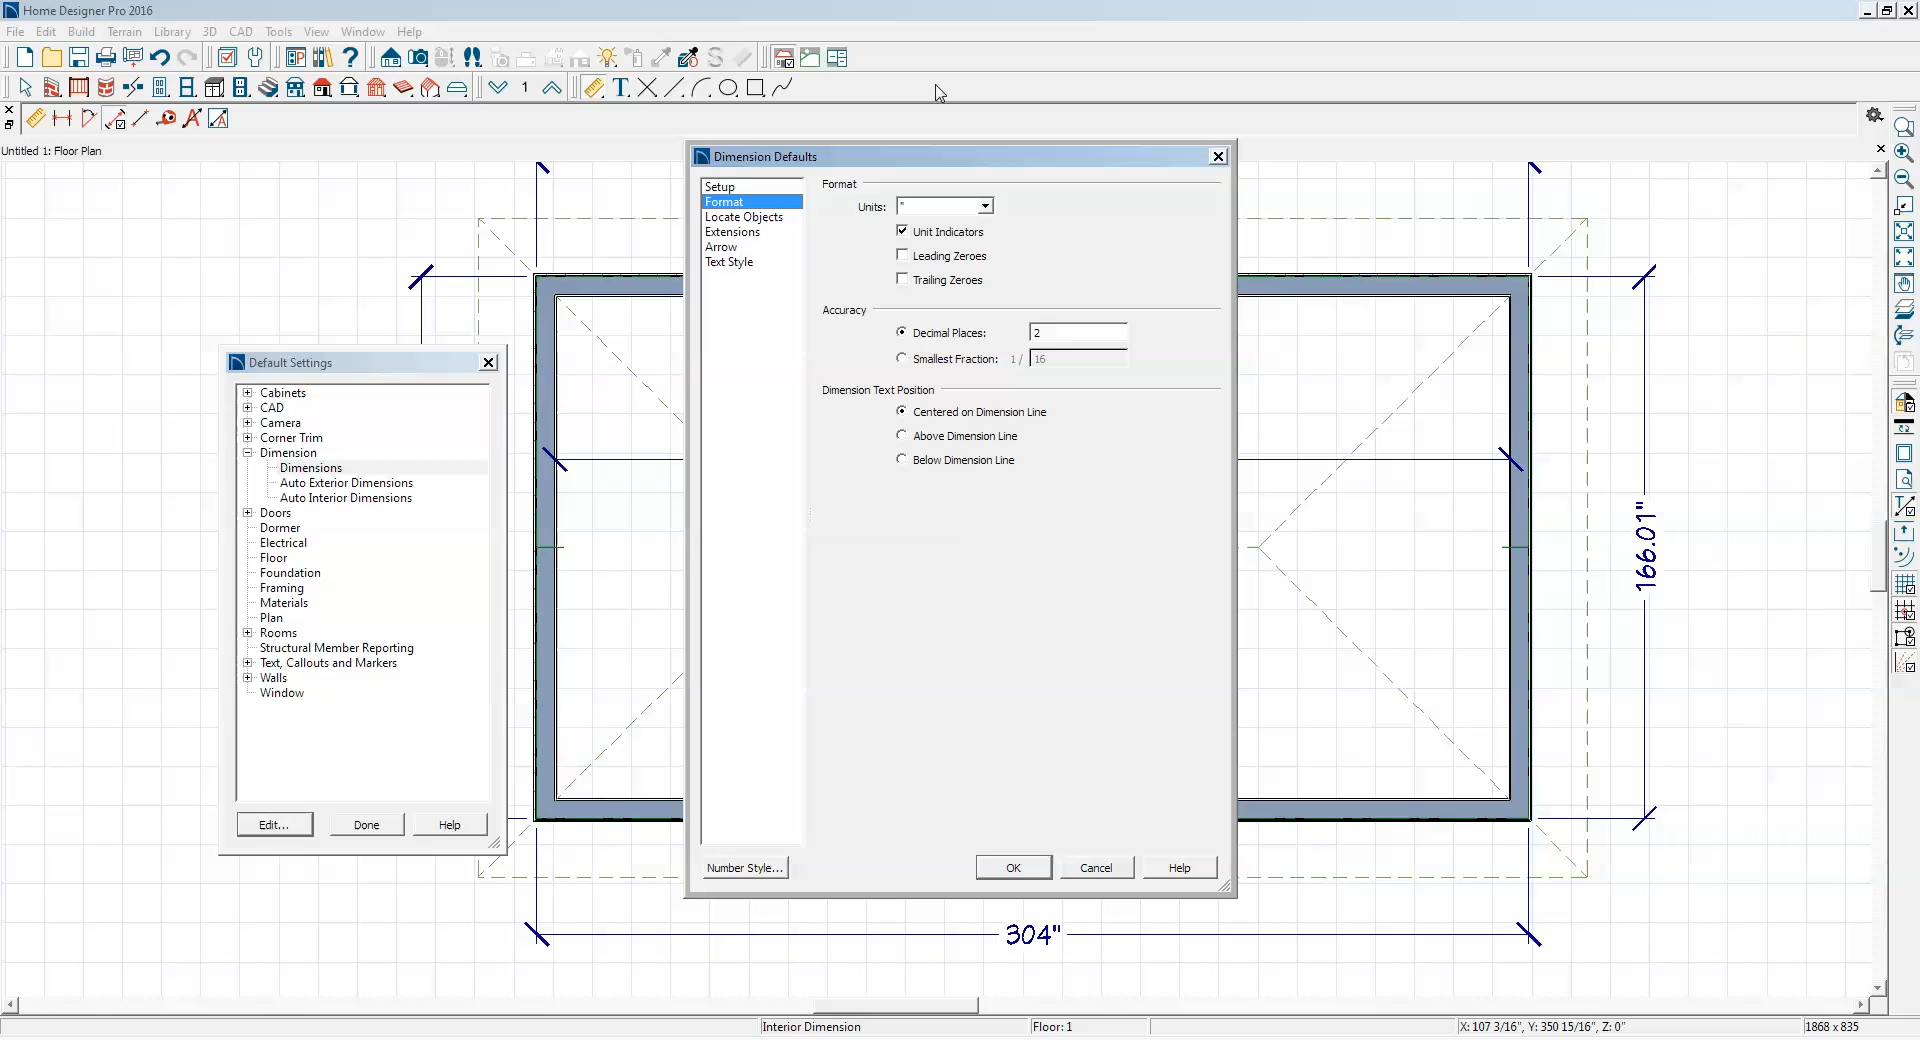 Home Designer Pro 2016
File Edit Build Terrain Library 3D CAD Tools View Window Help
1
Untitled 1: Floor Plan
Dimension Defaults
Setup
Format
Locate Objects
Extensions
Arrow
Text Style
Format
Units: "
Unit Indicators
Leading Zeroes
Trailing Zeroes
Accuracy
Decimal Places: 2
Smallest Fraction: 1 / 16
Dimension Text Position
Centered on Dimension Line
Above Dimension Line
Below Dimension Line
Number Style... OK Cancel Help
Default Settings
Cabinets
CAD
Camera
Corner Trim
Dimension
Dimensions
Auto Exterior Dimensions
Auto Interior Dimensions
Doors
Dormer
Electrical
Floor
Foundation
Framing
Materials
Plan
Rooms
Structural Member Reporting
Text, Callouts and Markers
Walls
Window
Edit... Done Help
166.01"
304"
Interior Dimension Floor: 1 X: 107 3/16", Y: 350 15/16", Z: 0" 1868 x 835